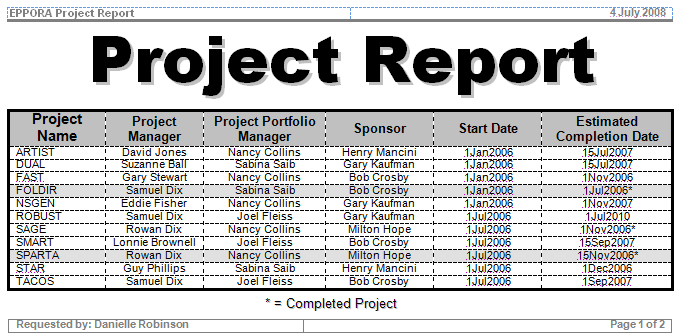 EPPORA Project Report 4 July 2008
Project Report
Project Name Project Manager Project Portfolio Manager Sponsor Start Date Estimated Completion Date
ARTIST David Jones Nancy Collins Henry Mancini 1Jan2006 15Jul2007
DUAL Suzanne Ball Sabina Saib Gary Kaufman 1Jan2006 15Jul2007
FAST Gary Stewart Nancy Collins Bob Crosby 1Jan2006 1Nov2006
FOLDIR Samuel Dix Sabina Saib Bob Crosby 1Jan2006 1Jul2006*
NSGEN Eddie Fisher Nancy Collins Gary Kaufman 1Jan2006 1Nov2007
ROBUST Samuel Dix Joel Fleiss Gary Kaufman 1Jul2006 1Jul2010
SAGE Rowan Dix Nancy Collins Milton Hope 1Jul2006 1Nov2006*
SMART Lonnie Brownell Joel Fleiss Bob Crosby 1Jul2006 15Sep2007
SPARTA Rowan Dix Nancy Collins Milton Hope 1Jul2006 15Nov2006*
STAR Guy Phillips Sabina Saib Henry Mancini 1Jul2006 1Dec2006
TACOS Samuel Dix Joel Fleiss Bob Crosby 1Jul2006 1Sep2007
* = Completed Project
Requested by: Danielle Robinson Page 1 of 2